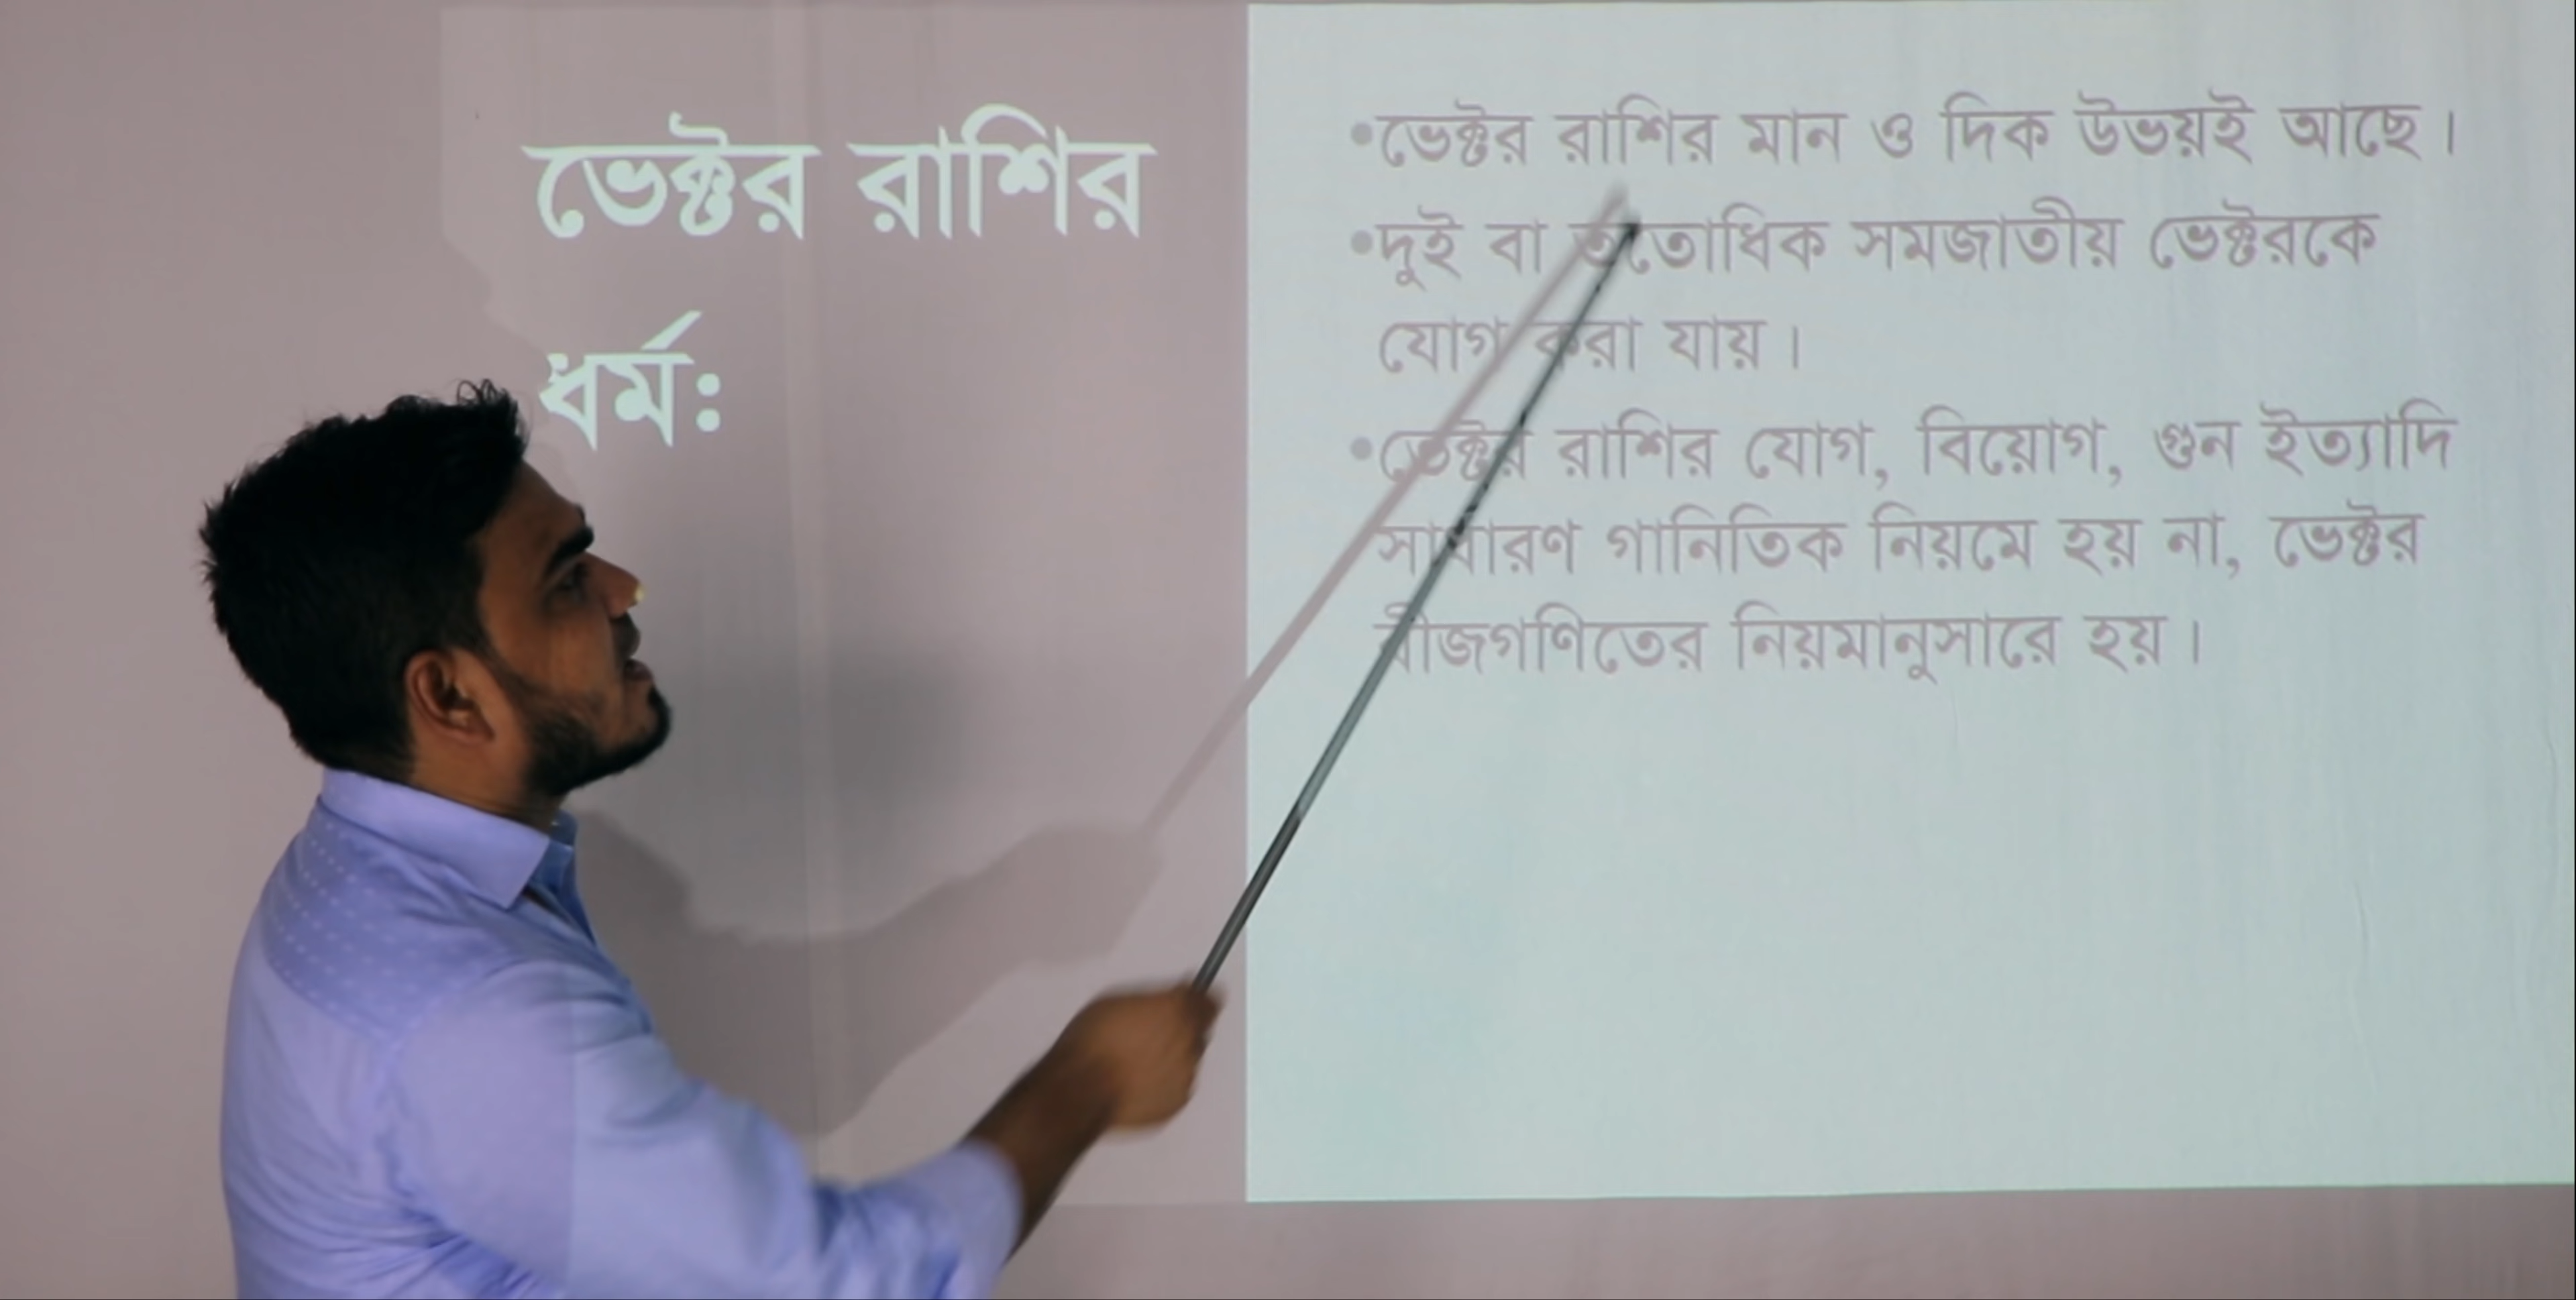 ভেক্টর রাশির
ধর্মঃ
•ভেক্টর রাশির মান ও দিক উভয়ই আছে।
•দুই বা ততোধিক সমজাতীয় ভেক্টরকে
যোগ করা যায়।
•ভেক্টর রাশির যোগ, বিয়োগ, গুন ইত্যাদি
সাধারণ গানিতিক নিয়মে হয় না, ভেক্টর
বীজগণিতের নিয়মানুসারে হয়।